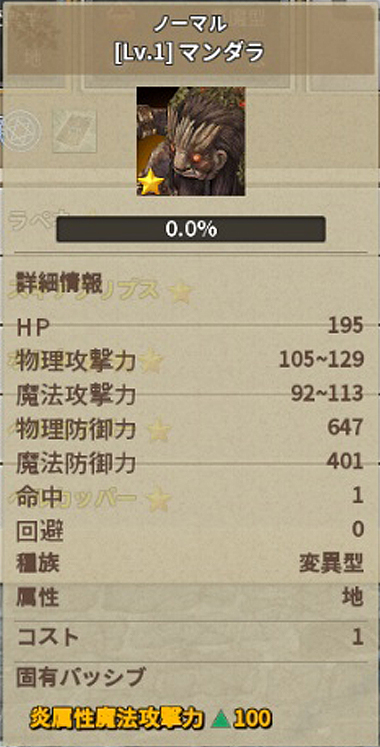 ノーマル
[Lv.1] マンダラ
0.0%
詳細情報
HP 195
物理攻撃力 105~129
魔法攻撃力 92~113
物理防御力 647
魔法防御力 401
命中 1
回避 0
種族 変異型
属性 地
コスト 1
固有パッシブ
炎属性魔法攻撃力 ▲100